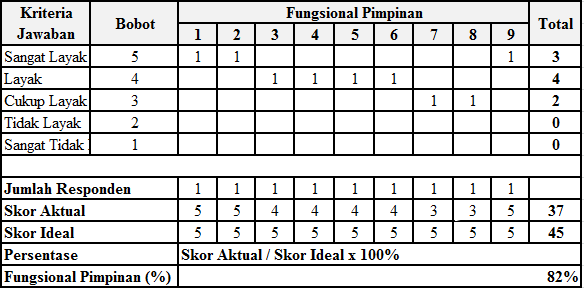 Kriteria Jawaban Bobot Fungsional Pimpinan Total
1 2 3 4 5 6 7 8 9
Sangat Layak 5 1 1 1 3
Layak 4 1 1 1 1 4
Cukup Layak 3 1 1 2
Tidak Layak 2 0
Sangat Tidak 1 0
Jumlah Responden 1 1 1 1 1 1 1 1 1
Skor Aktual 5 5 4 4 4 4 3 3 5 37
Skor Ideal 5 5 5 5 5 5 5 5 5 45
Persentase Skor Aktual / Skor Ideal x 100%
Fungsional Pimpinan (%) 82%